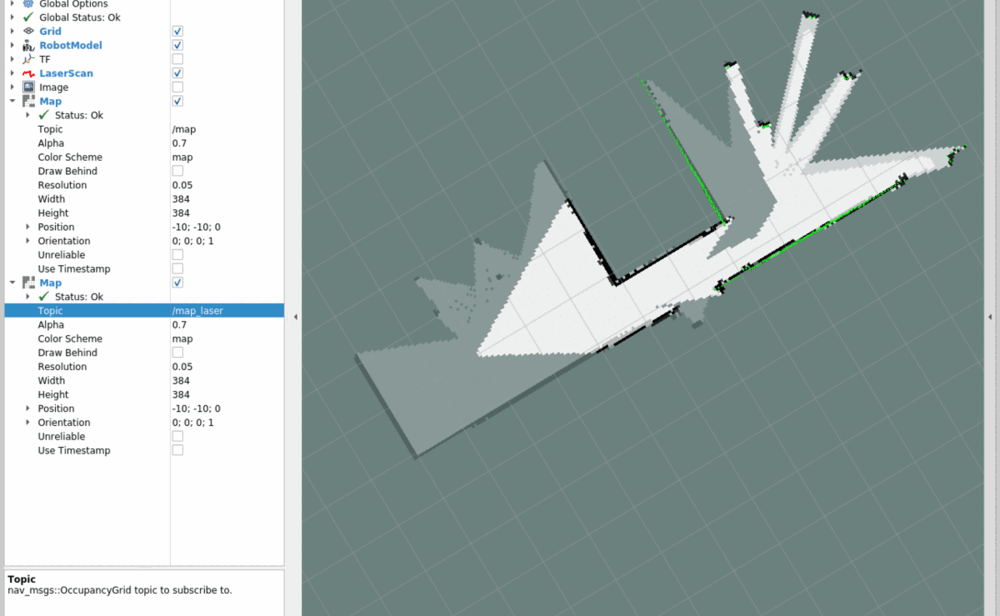 Global Options
Global Status: Ok
Grid
RobotModel
TF
LaserScan
Image
Map
Status: Ok
Topic /map
Alpha 0.7
Color Scheme map
Draw Behind
Resolution 0.05
Width 384
Height 384
Position -10; -10; 0
Orientation 0; 0; 0; 1
Unreliable
Use Timestamp
Map
Status: Ok
Topic /map_laser
Alpha 0.7
Color Scheme map
Draw Behind
Resolution 0.05
Width 384
Height 384
Position -10; -10; 0
Orientation 0; 0; 0; 1
Unreliable
Use Timestamp
Topic
nav_msgs::OccupancyGrid topic to subscribe to.